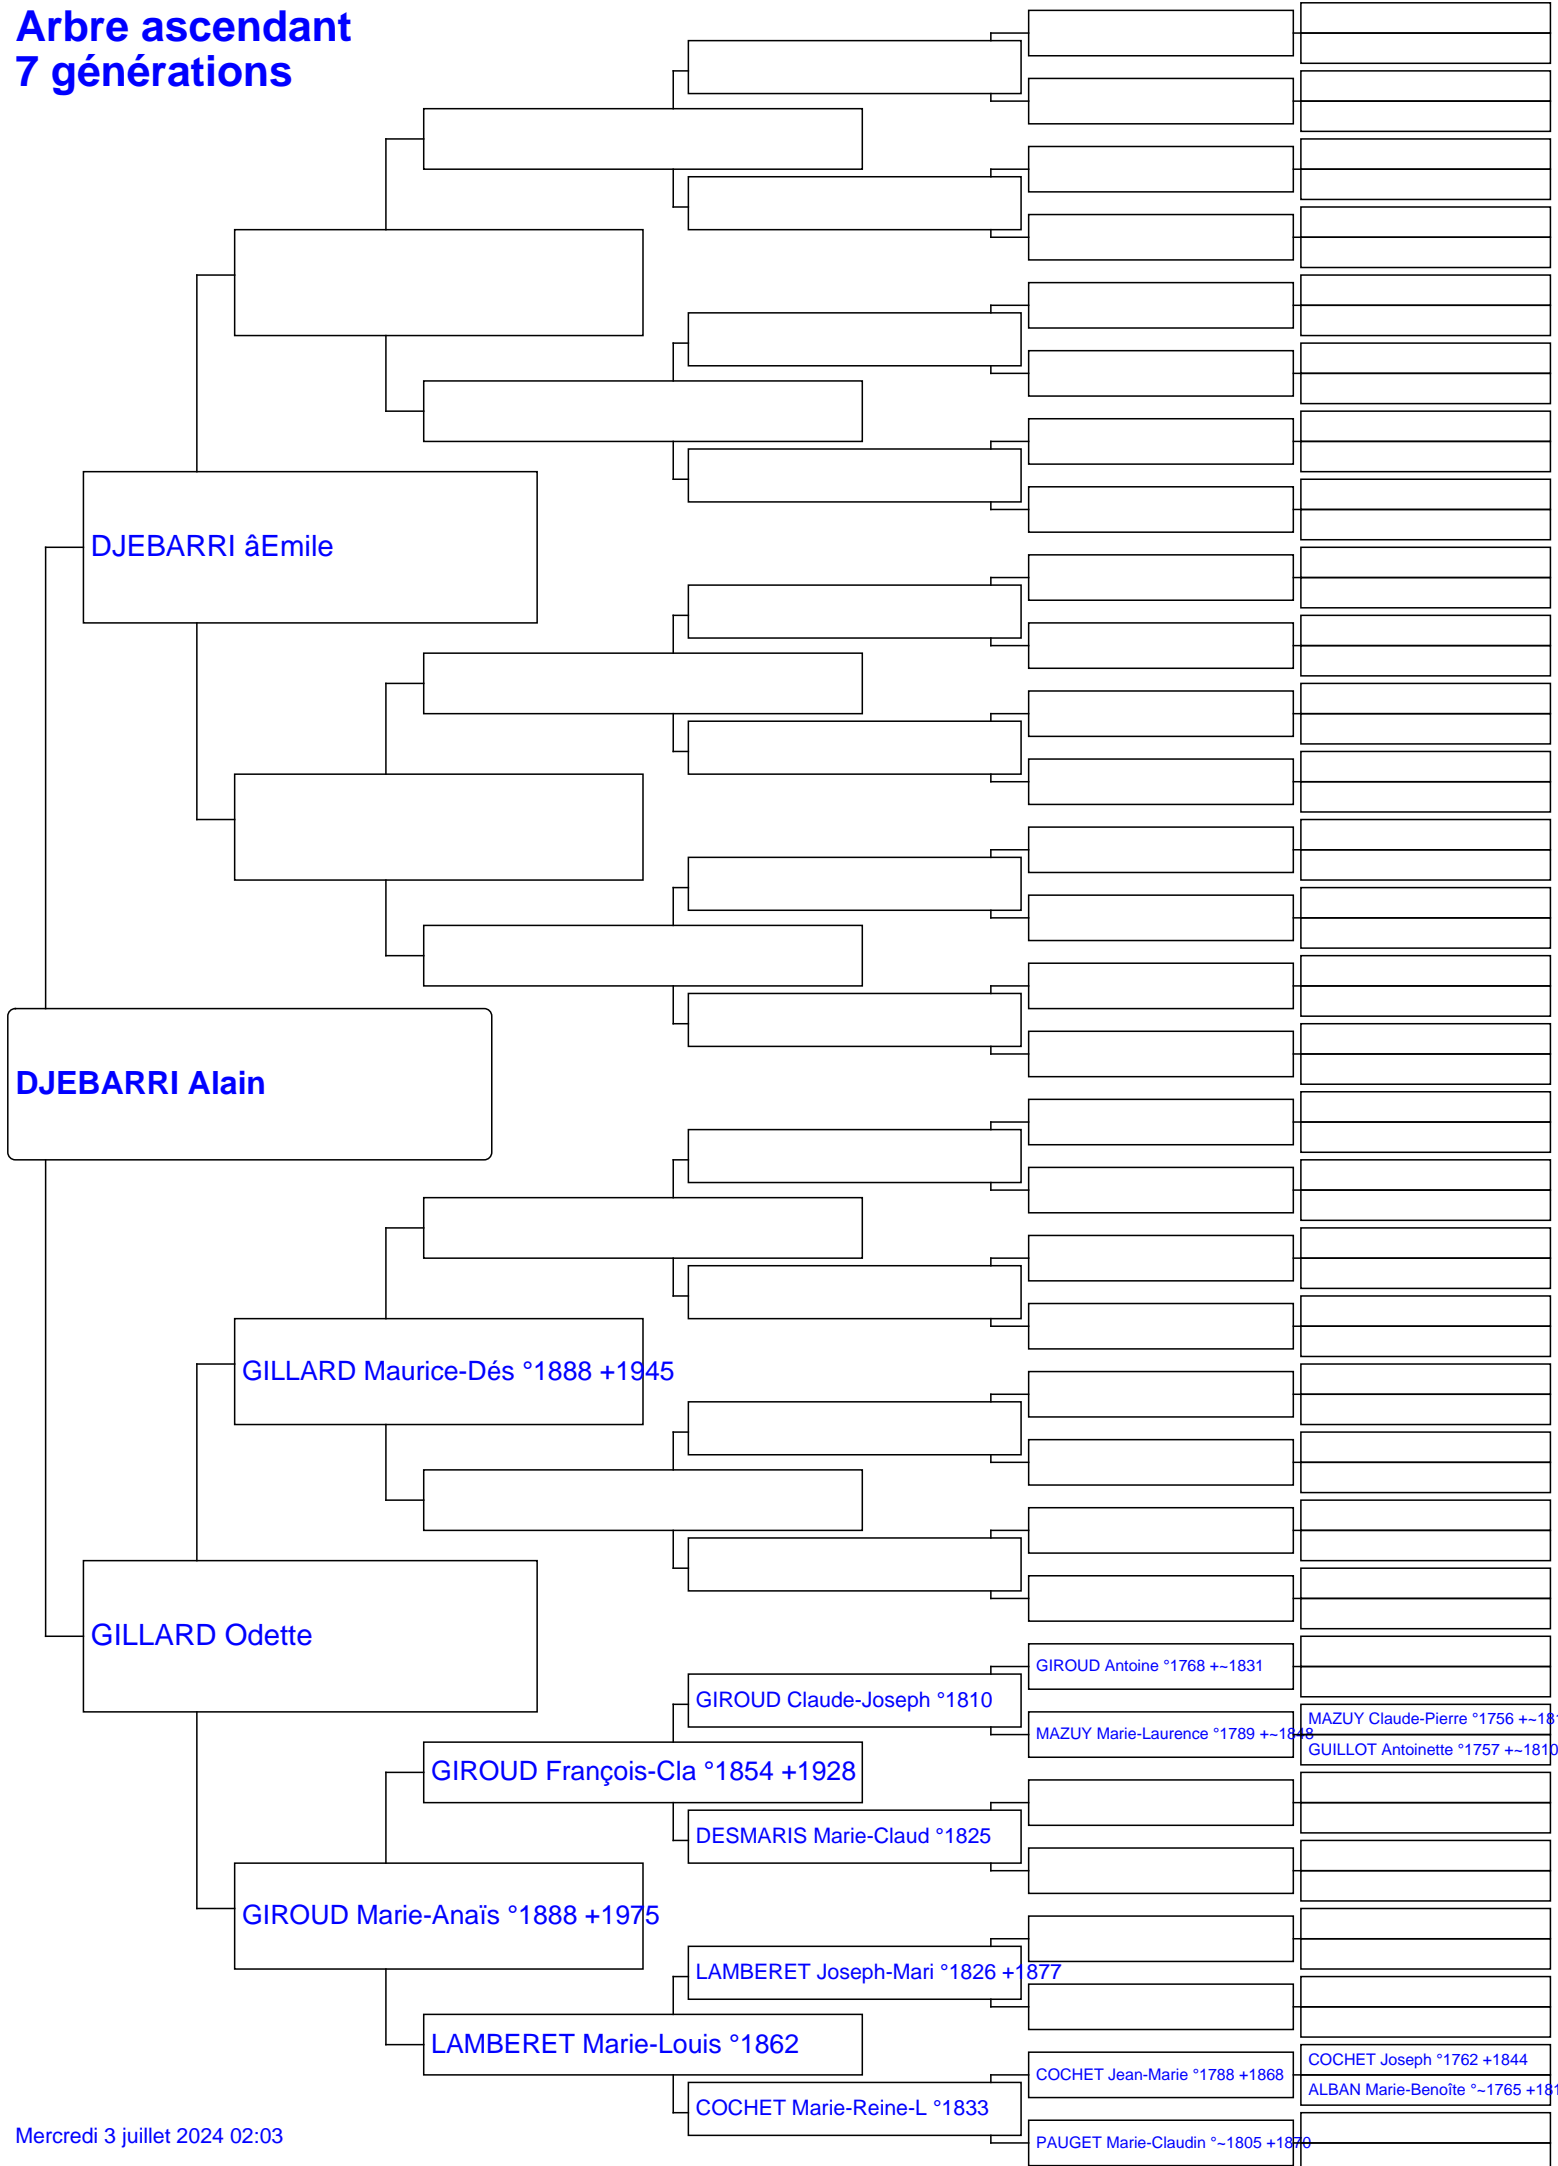 Arbre ascendant
7 générations
DJEBARRI âEmile
DJEBARRI Alain
GILLARD Maurice-Dés °1888 +1945
GILLARD Odette
GIROUD Antoine °1768 +~1831
GIROUD Claude-Joseph °1810
MAZUY Marie-Laurence °1789 +~1848
MAZUY Claude-Pierre °1756 +~181
GUILLOT Antoinette °1757 +~1810
GIROUD François-Cla °1854 +1928
DESMARIS Marie-Claud °1825
GIROUD Marie-Anaïs °1888 +1975
LAMBERET Joseph-Mari °1826 +1877
LAMBERET Marie-Louis °1862
COCHET Jean-Marie °1788 +1868
COCHET Joseph °1762 +1844
ALBAN Marie-Benoîte °~1765 +181
COCHET Marie-Reine-L °1833
PAUGET Marie-Claudin °~1805 +1870
Mercredi 3 juillet 2024 02:03